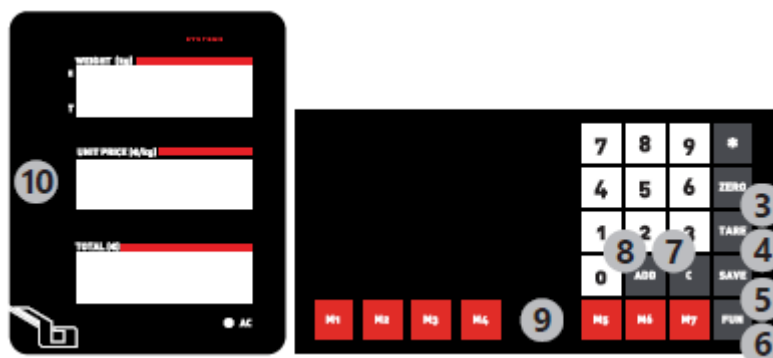 WEIGHT (kg)
T
UNIT PRICE (€/kg)
10
TOTAL (€)
AC
7 8 9 *
4 5 6 ZERO
3
1 2 3 TARE
8 7 4
0 ADD C SAVE
5
M1 M2 M3 M4 9 M5 M6 M7 FUN
6